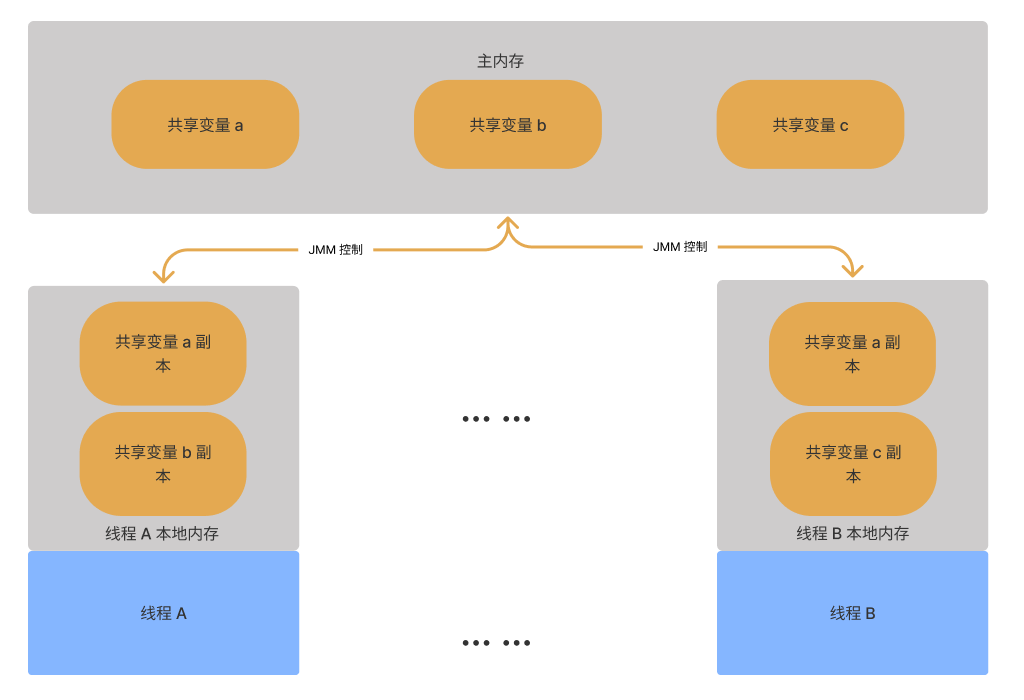 主内存
共享变量 a
共享变量 b
共享变量 c
JMM 控制
JMM 控制
共享变量 a 副
本
共享变量 b 副
本
线程 A 本地内存
线程 A
共享变量 a 副
本
共享变量 c 副
本
线程 B 本地内存
线程 B
••• •••
••• •••